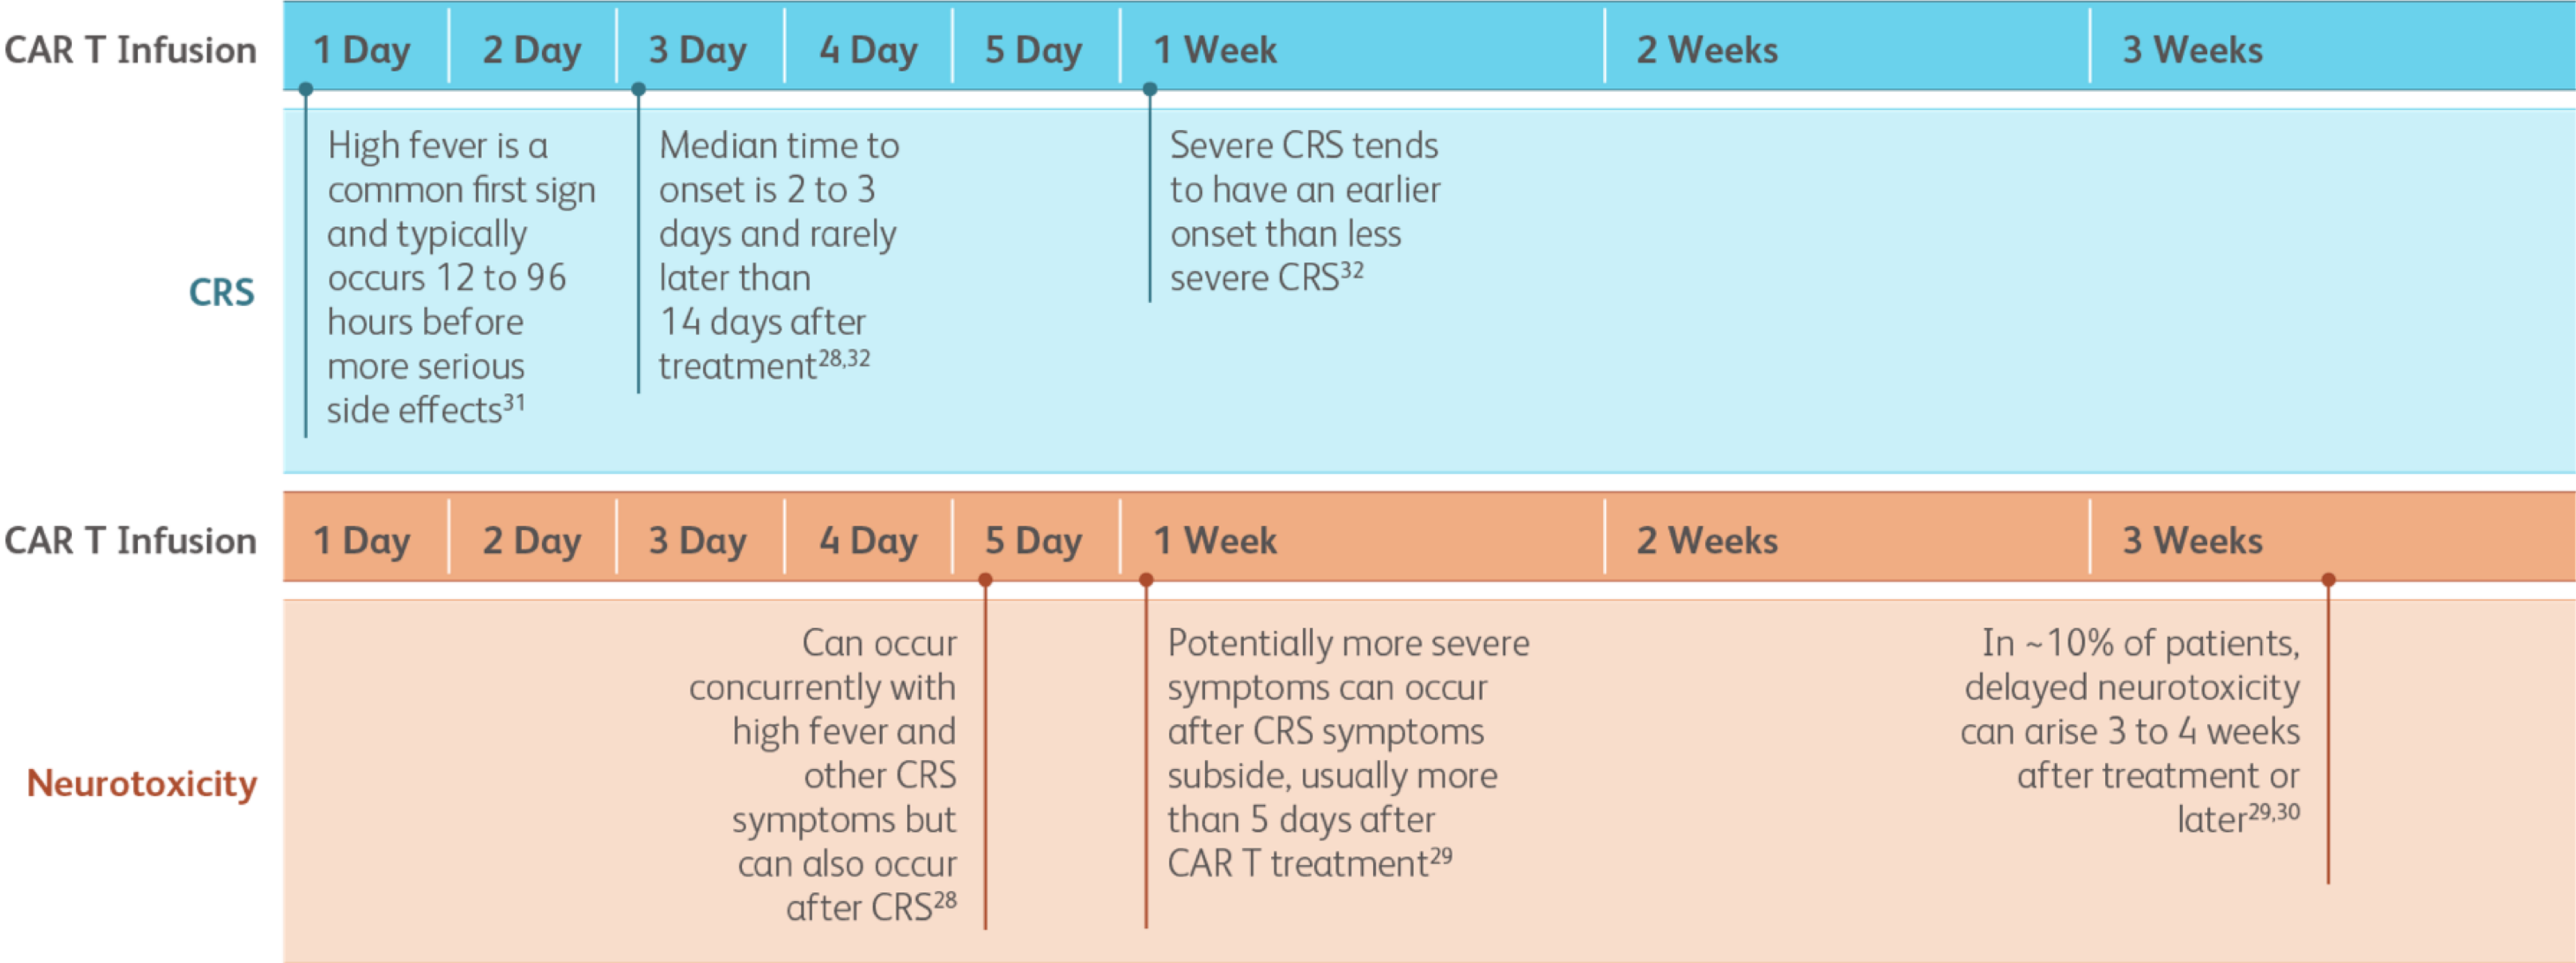 CAR T Infusion 1 Day 2 Day 3 Day 4 Day 5 Day 1 Week 2 Weeks 3 Weeks
CRS
High fever is a
common first sign
and typically
occurs 12 to 96
hours before
more serious
side effects31
Median time to
onset is 2 to 3
days and rarely
later than
14 days after
treatment28,32
Severe CRS tends
to have an earlier
onset than less
severe CRS32
CAR T Infusion 1 Day 2 Day 3 Day 4 Day 5 Day 1 Week 2 Weeks 3 Weeks
Neurotoxicity
Can occur
concurrently with
high fever and
other CRS
symptoms but
can also occur
after CRS28
Potentially more severe
symptoms can occur
after CRS symptoms
subside, usually more
than 5 days after
CAR T treatment29
In ~10% of patients,
delayed neurotoxicity
can arise 3 to 4 weeks
after treatment or
later29,30